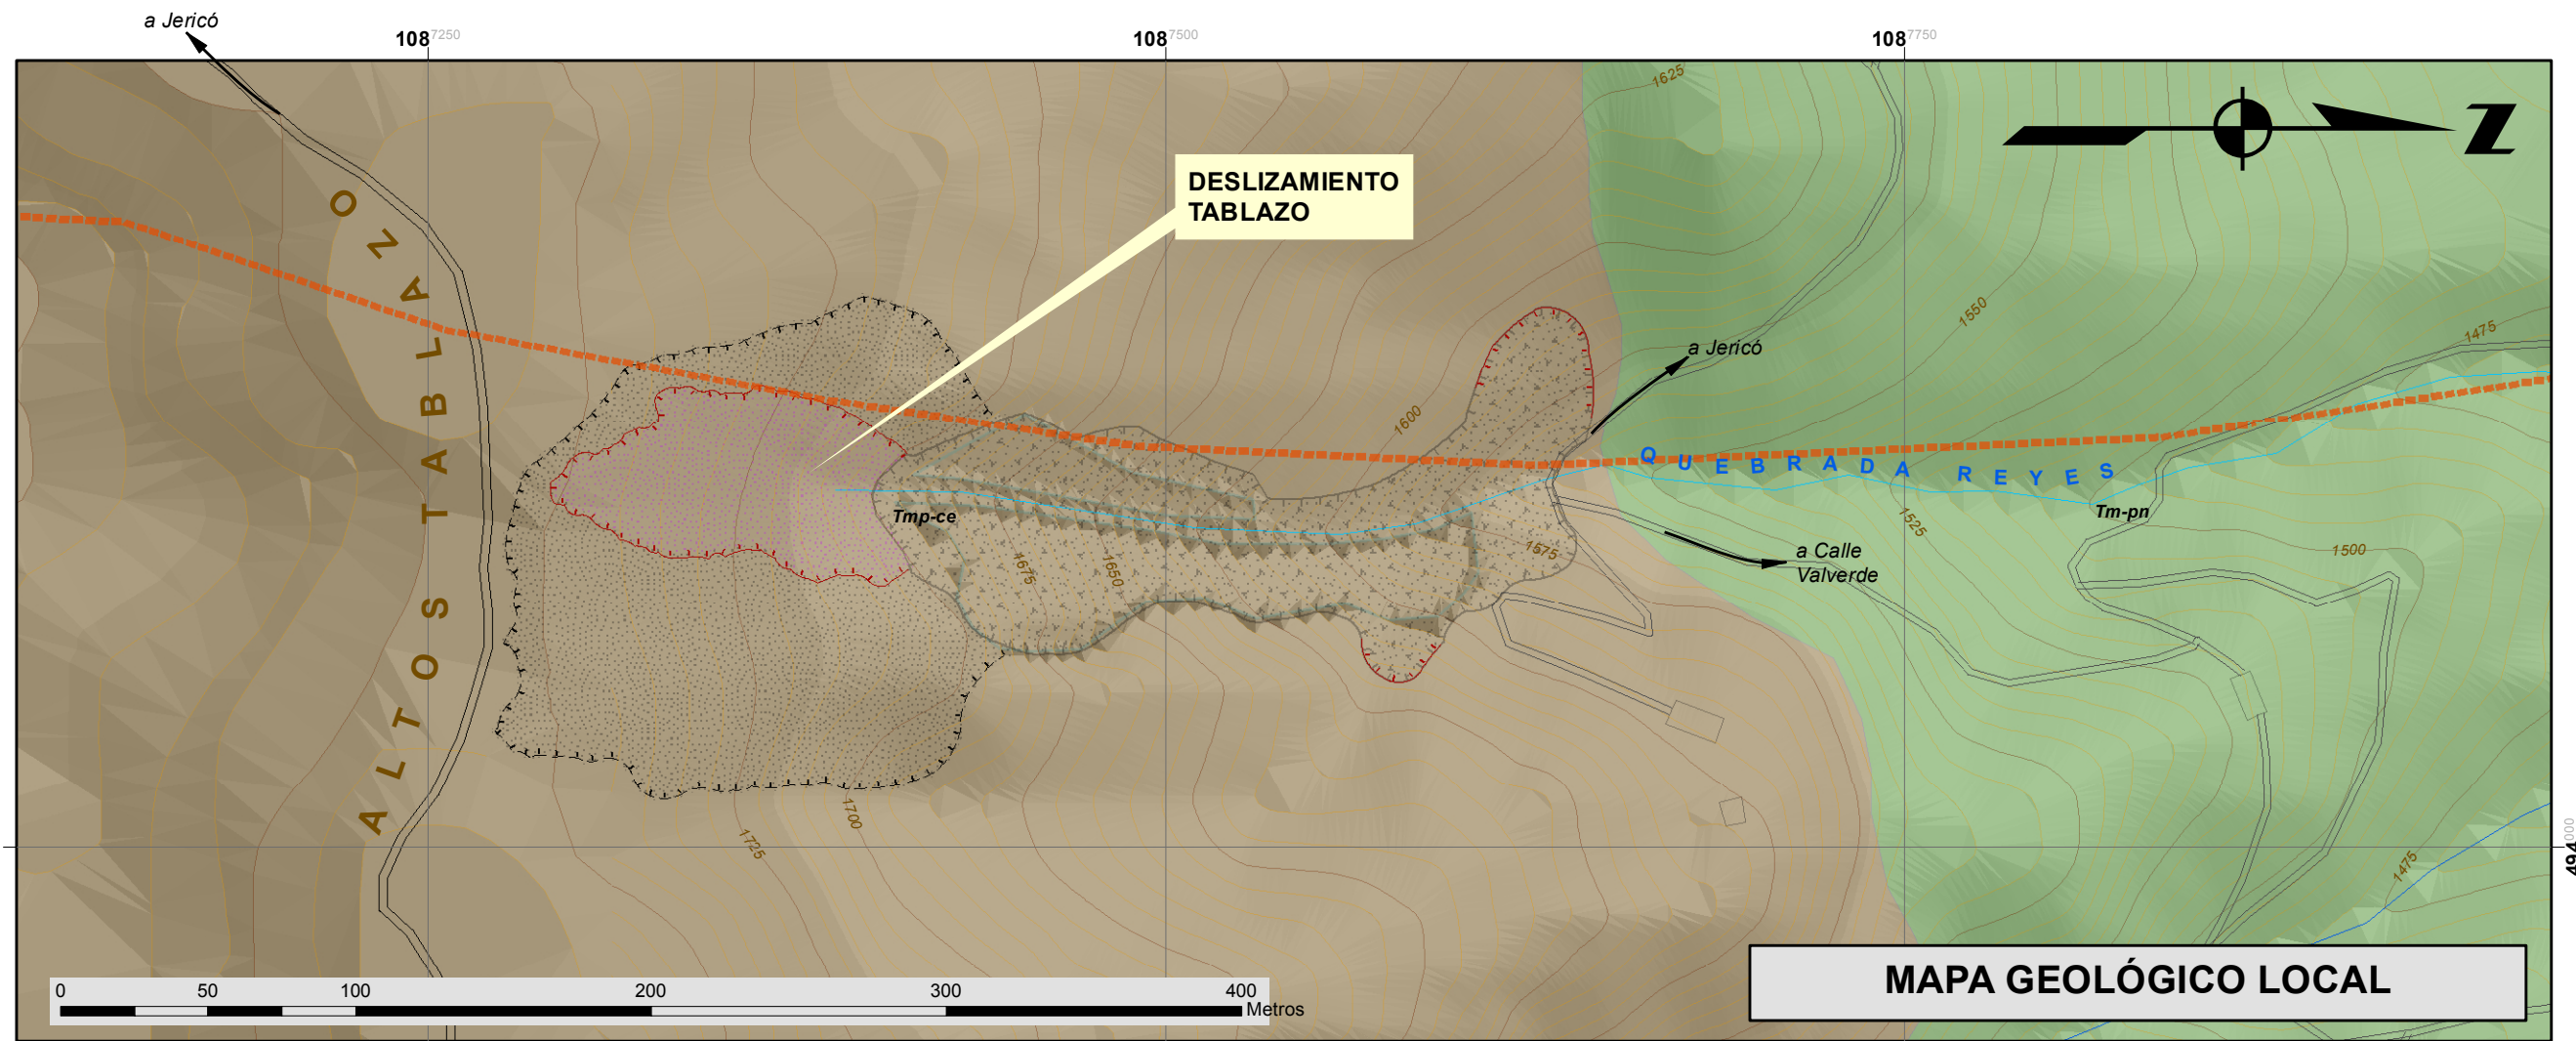 a Jericó
108 7250
108 7500
108 7750
1625
Z
DESLIZAMIENTO
TABLAZO
ALTOS TABLAZO
1550
1475
a Jericó
1600
QUEBRADA REYES
Tmp-ce
Tm-pn
1525
1575
1675
1650
a Calle
Valverde
1500
1700
1725
1475
494 000
0 50 100 200 300 400
Metros
MAPA GEOLÓGICO LOCAL